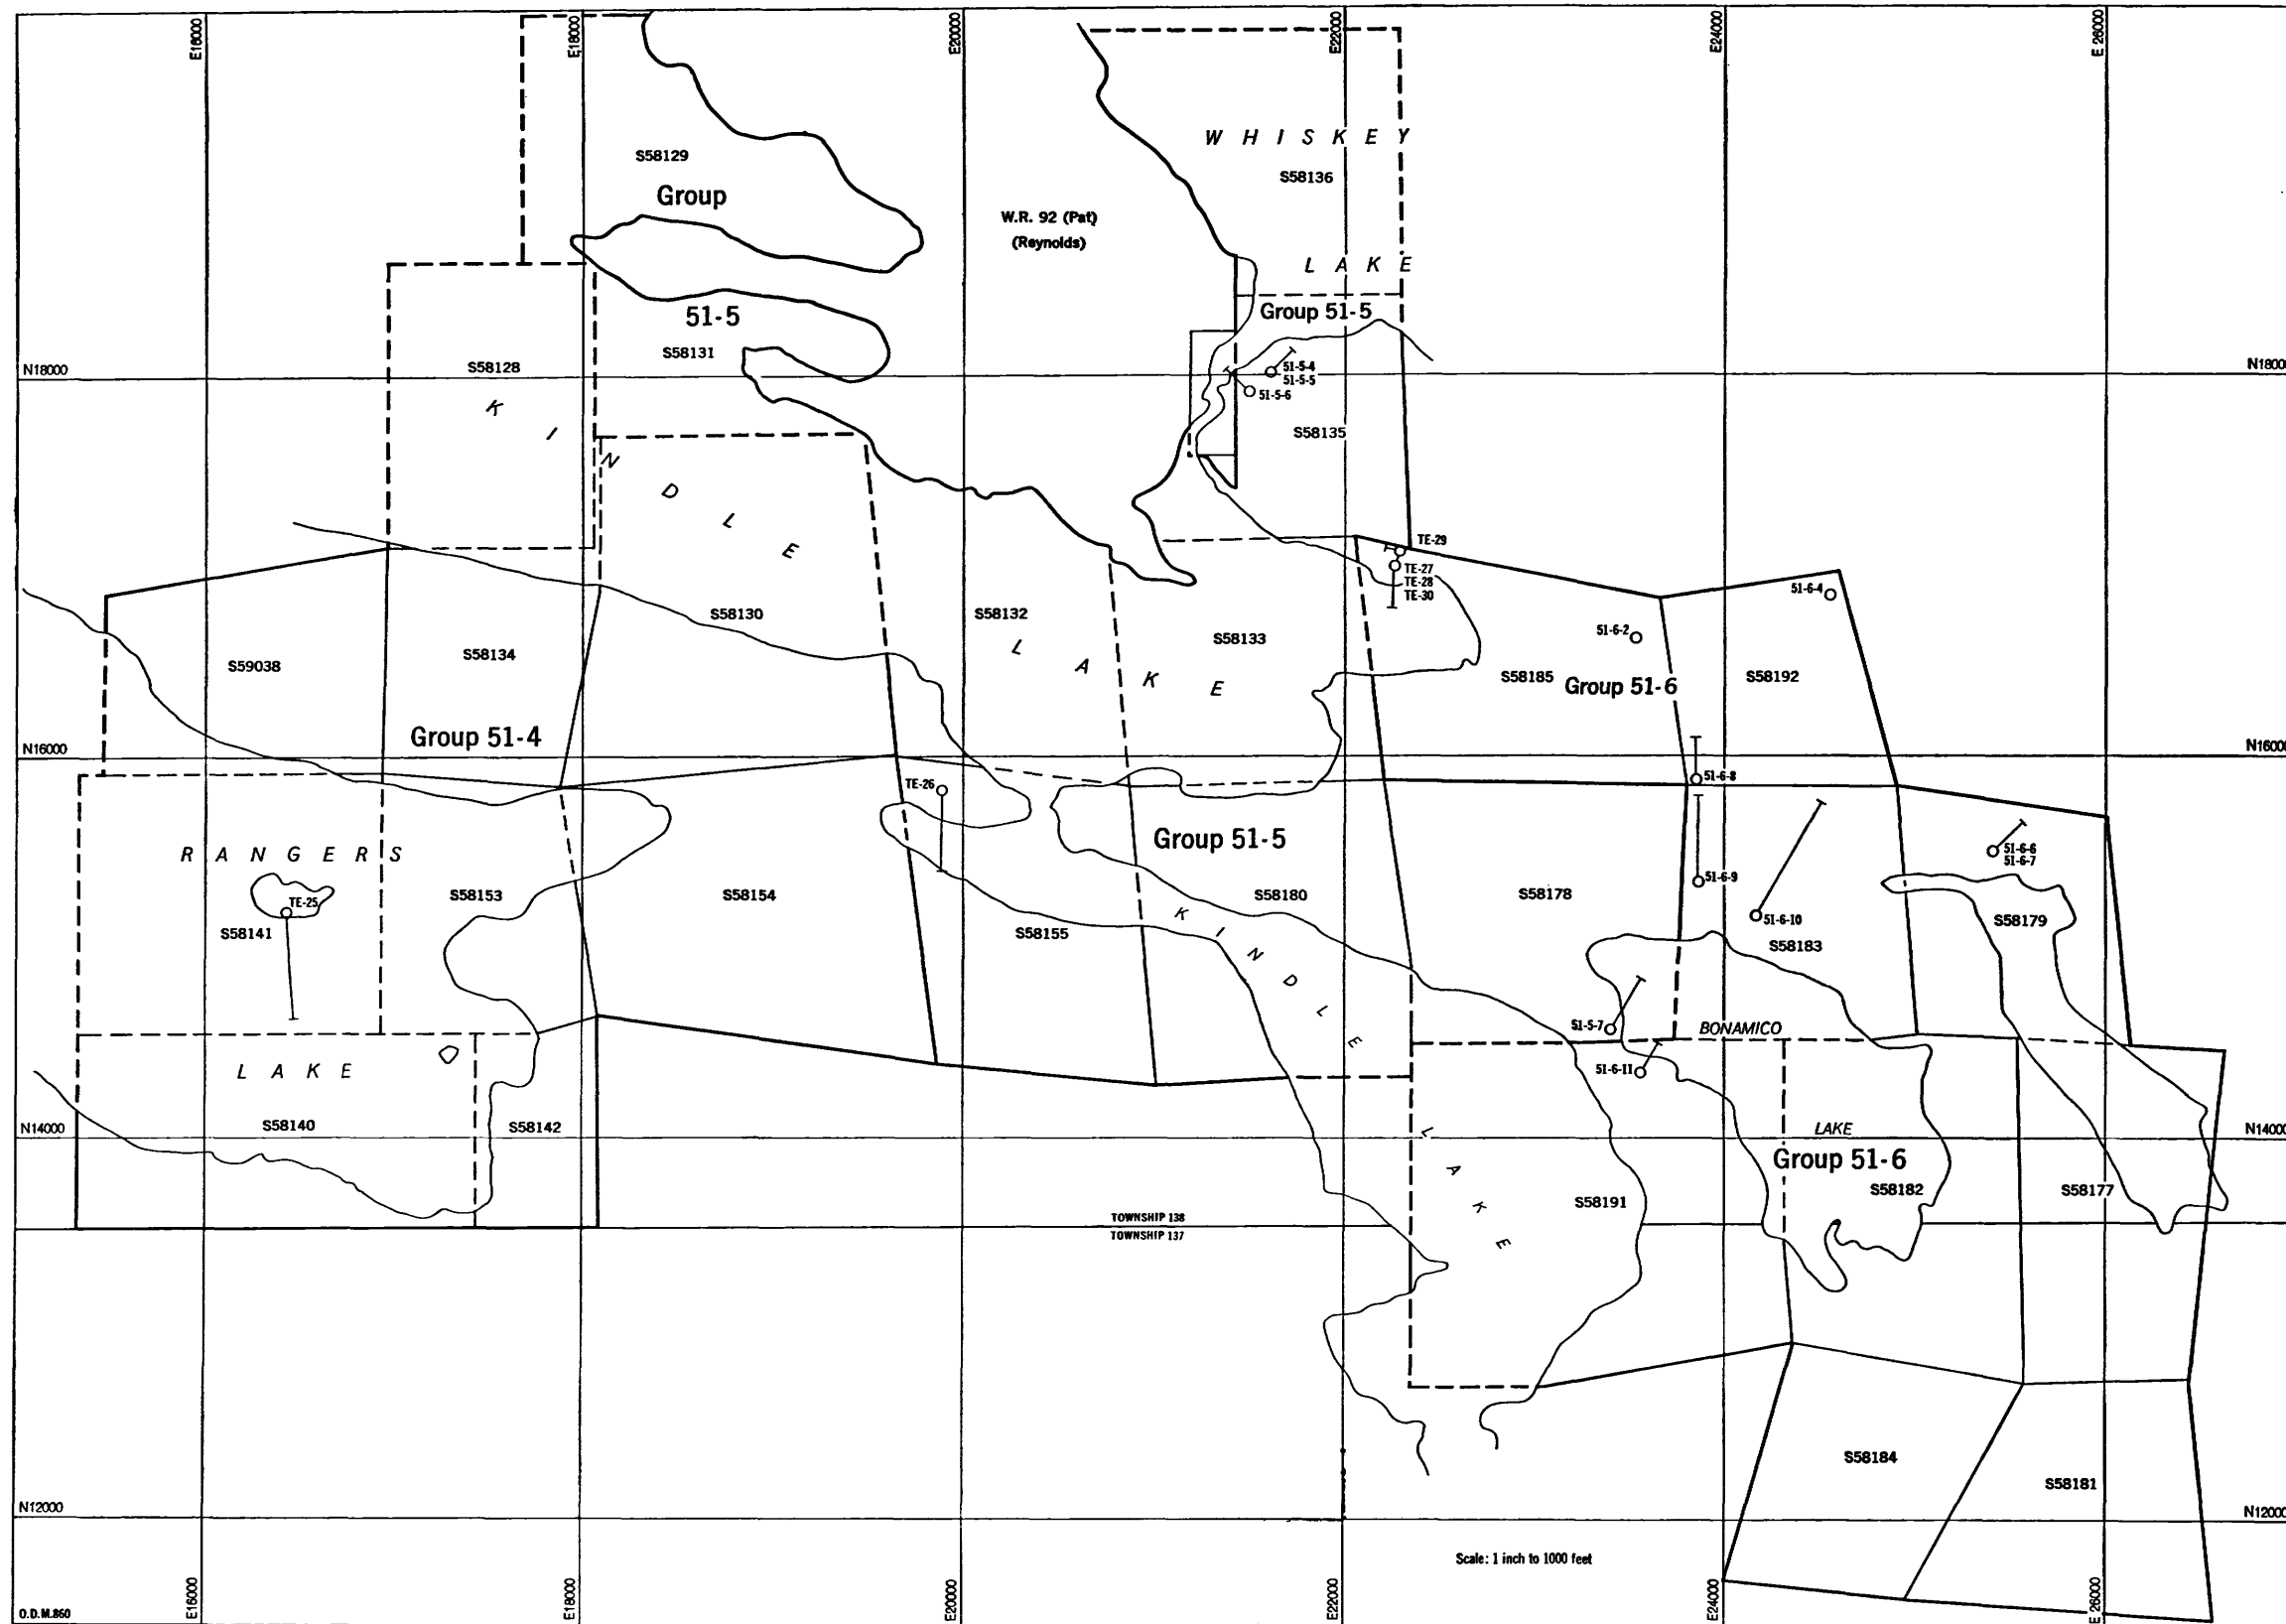 E16000
E18000
E20000
E22000
E24000
E 26000
W H I S K E Y
S58129
S58136
Group
W.R. 92 (Pat)
(Reynolds)
L A K E
Group 51-5
51-5
S58131
S58128
N18000
N18000
51-5-4
51-5-5
51-5-6
K I N D L E
S58135
TE-29
TE-27
TE-28
TE-30
51-6-4
S58130
S58132
S58133
51-6-2
S59038
S58134
L A K E
S58185
Group 51-6
S58192
Group 51-4
N16000
N16000
51-6-8
TE-26
R A N G E R S
Group 51-5
51-6-6
51-6-7
S58153
S58154
S58180
S58178
51-6-9
TE-25
S58141
S58155
51-6-10
S58179
S58183
K I N D L E
51-5-7
BONAMICO
L A K E
51-6-11
S58140
S58142
N14000
LAKE
N14000
L A K E
Group 51-6
S58182
S58177
S58191
TOWNSHIP 138
TOWNSHIP 137
S58184
S58181
N12000
N12000
Scale: 1 inch to 1000 feet
E16000
E18000
E20000
E22000
E24000
E 26000
O.D.M.860